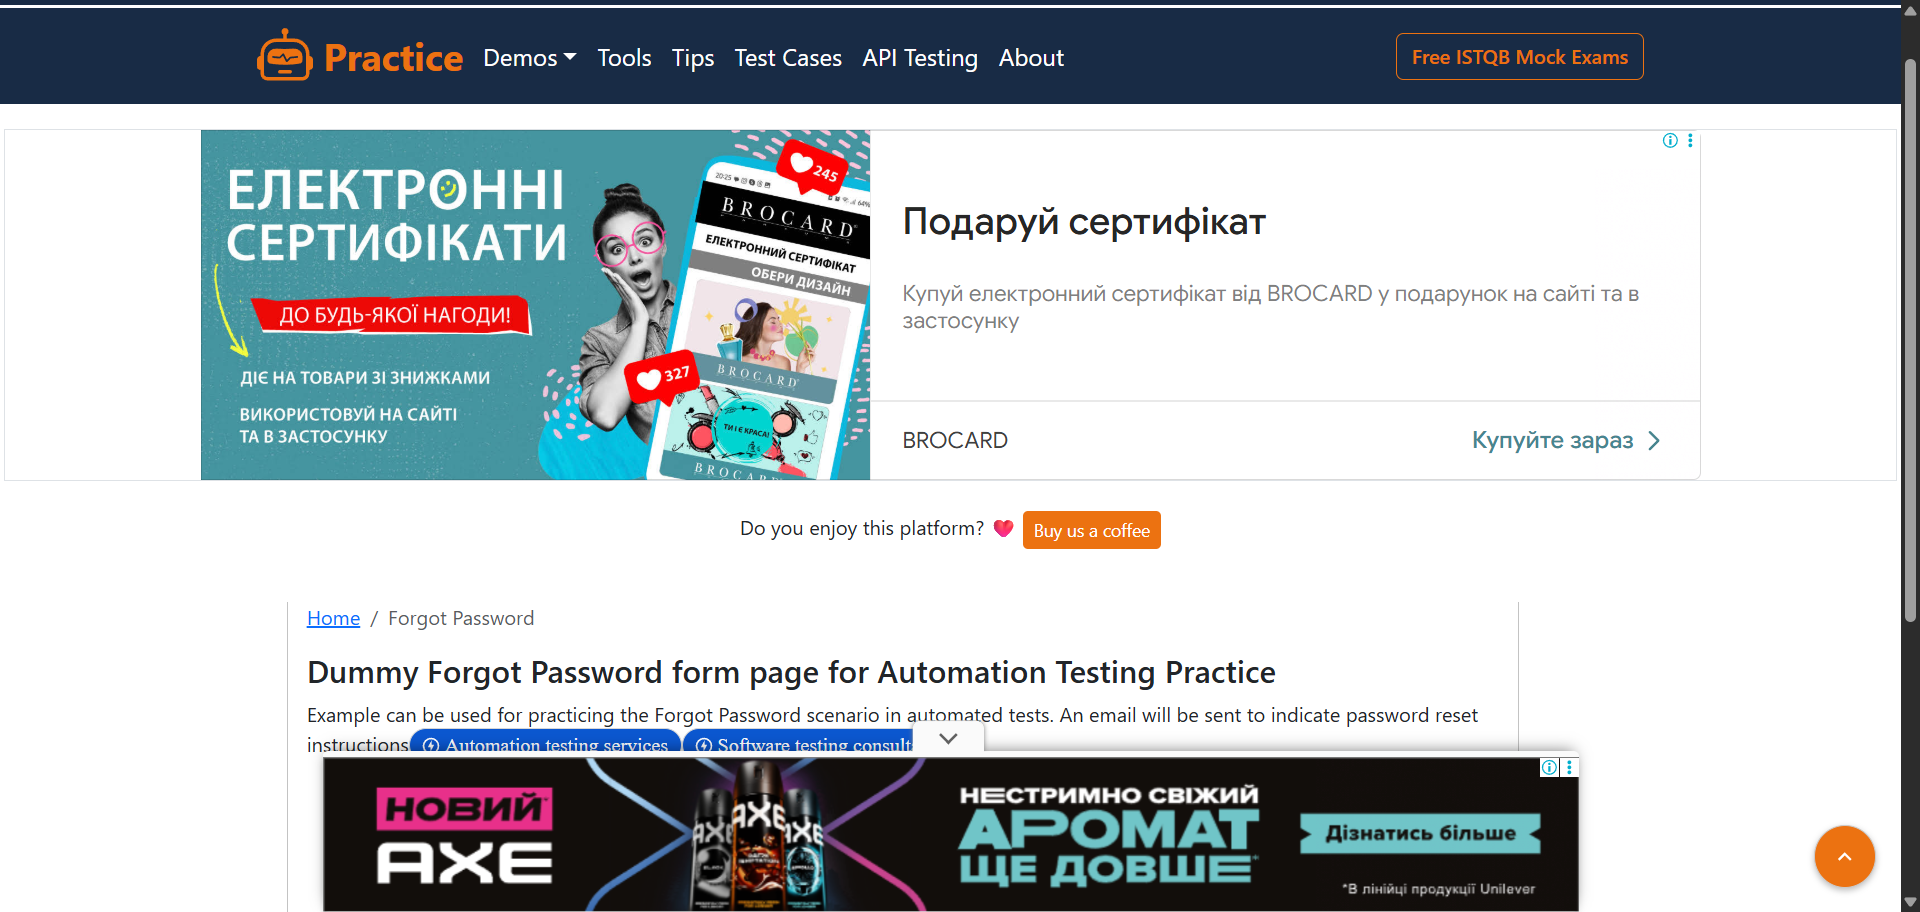 Practice
Demos Tools Tips Test Cases API Testing About
Free ISTQB Mock Exams
ЕЛЕКТРОННІ
СЕРТИФІКАТИ
ДО БУДЬ-ЯКОЇ НАГОДИ!
ДІЄ НА ТОВАРИ ЗІ ЗНИЖКАМИ
ВИКОРИСТОВУЙ НА САЙТІ
ТА В ЗАСТОСУНКУ
245
20:25
64%
BROCARD
ЕЛЕКТРОННИЙ СЕРТИФІКАТ
ОБЕРИ ДИЗАЙН
BROCARD
327
ТИ І Є КРАСА!
BROCARD
Подаруй сертифікат
Купуй електронний сертифікат від BROCARD у подарунок на сайті та в
застосунку
BROCARD
Купуйте зараз
Do you enjoy this platform?
Buy us a coffee
Home / Forgot Password
Dummy Forgot Password form page for Automation Testing Practice
Example can be used for practicing the Forgot Password scenario in automated tests. An email will be sent to indicate password reset
instructions Automation testing services Software testing consult
НОВИЙ
AXE
AXE
AXE
AXE
НЕСТРИМНО СВІЖИЙ
АРОМАТ
ЩЕ ДОВШЕ*
Дізнатись більше
*В лінійці продукції Unilever